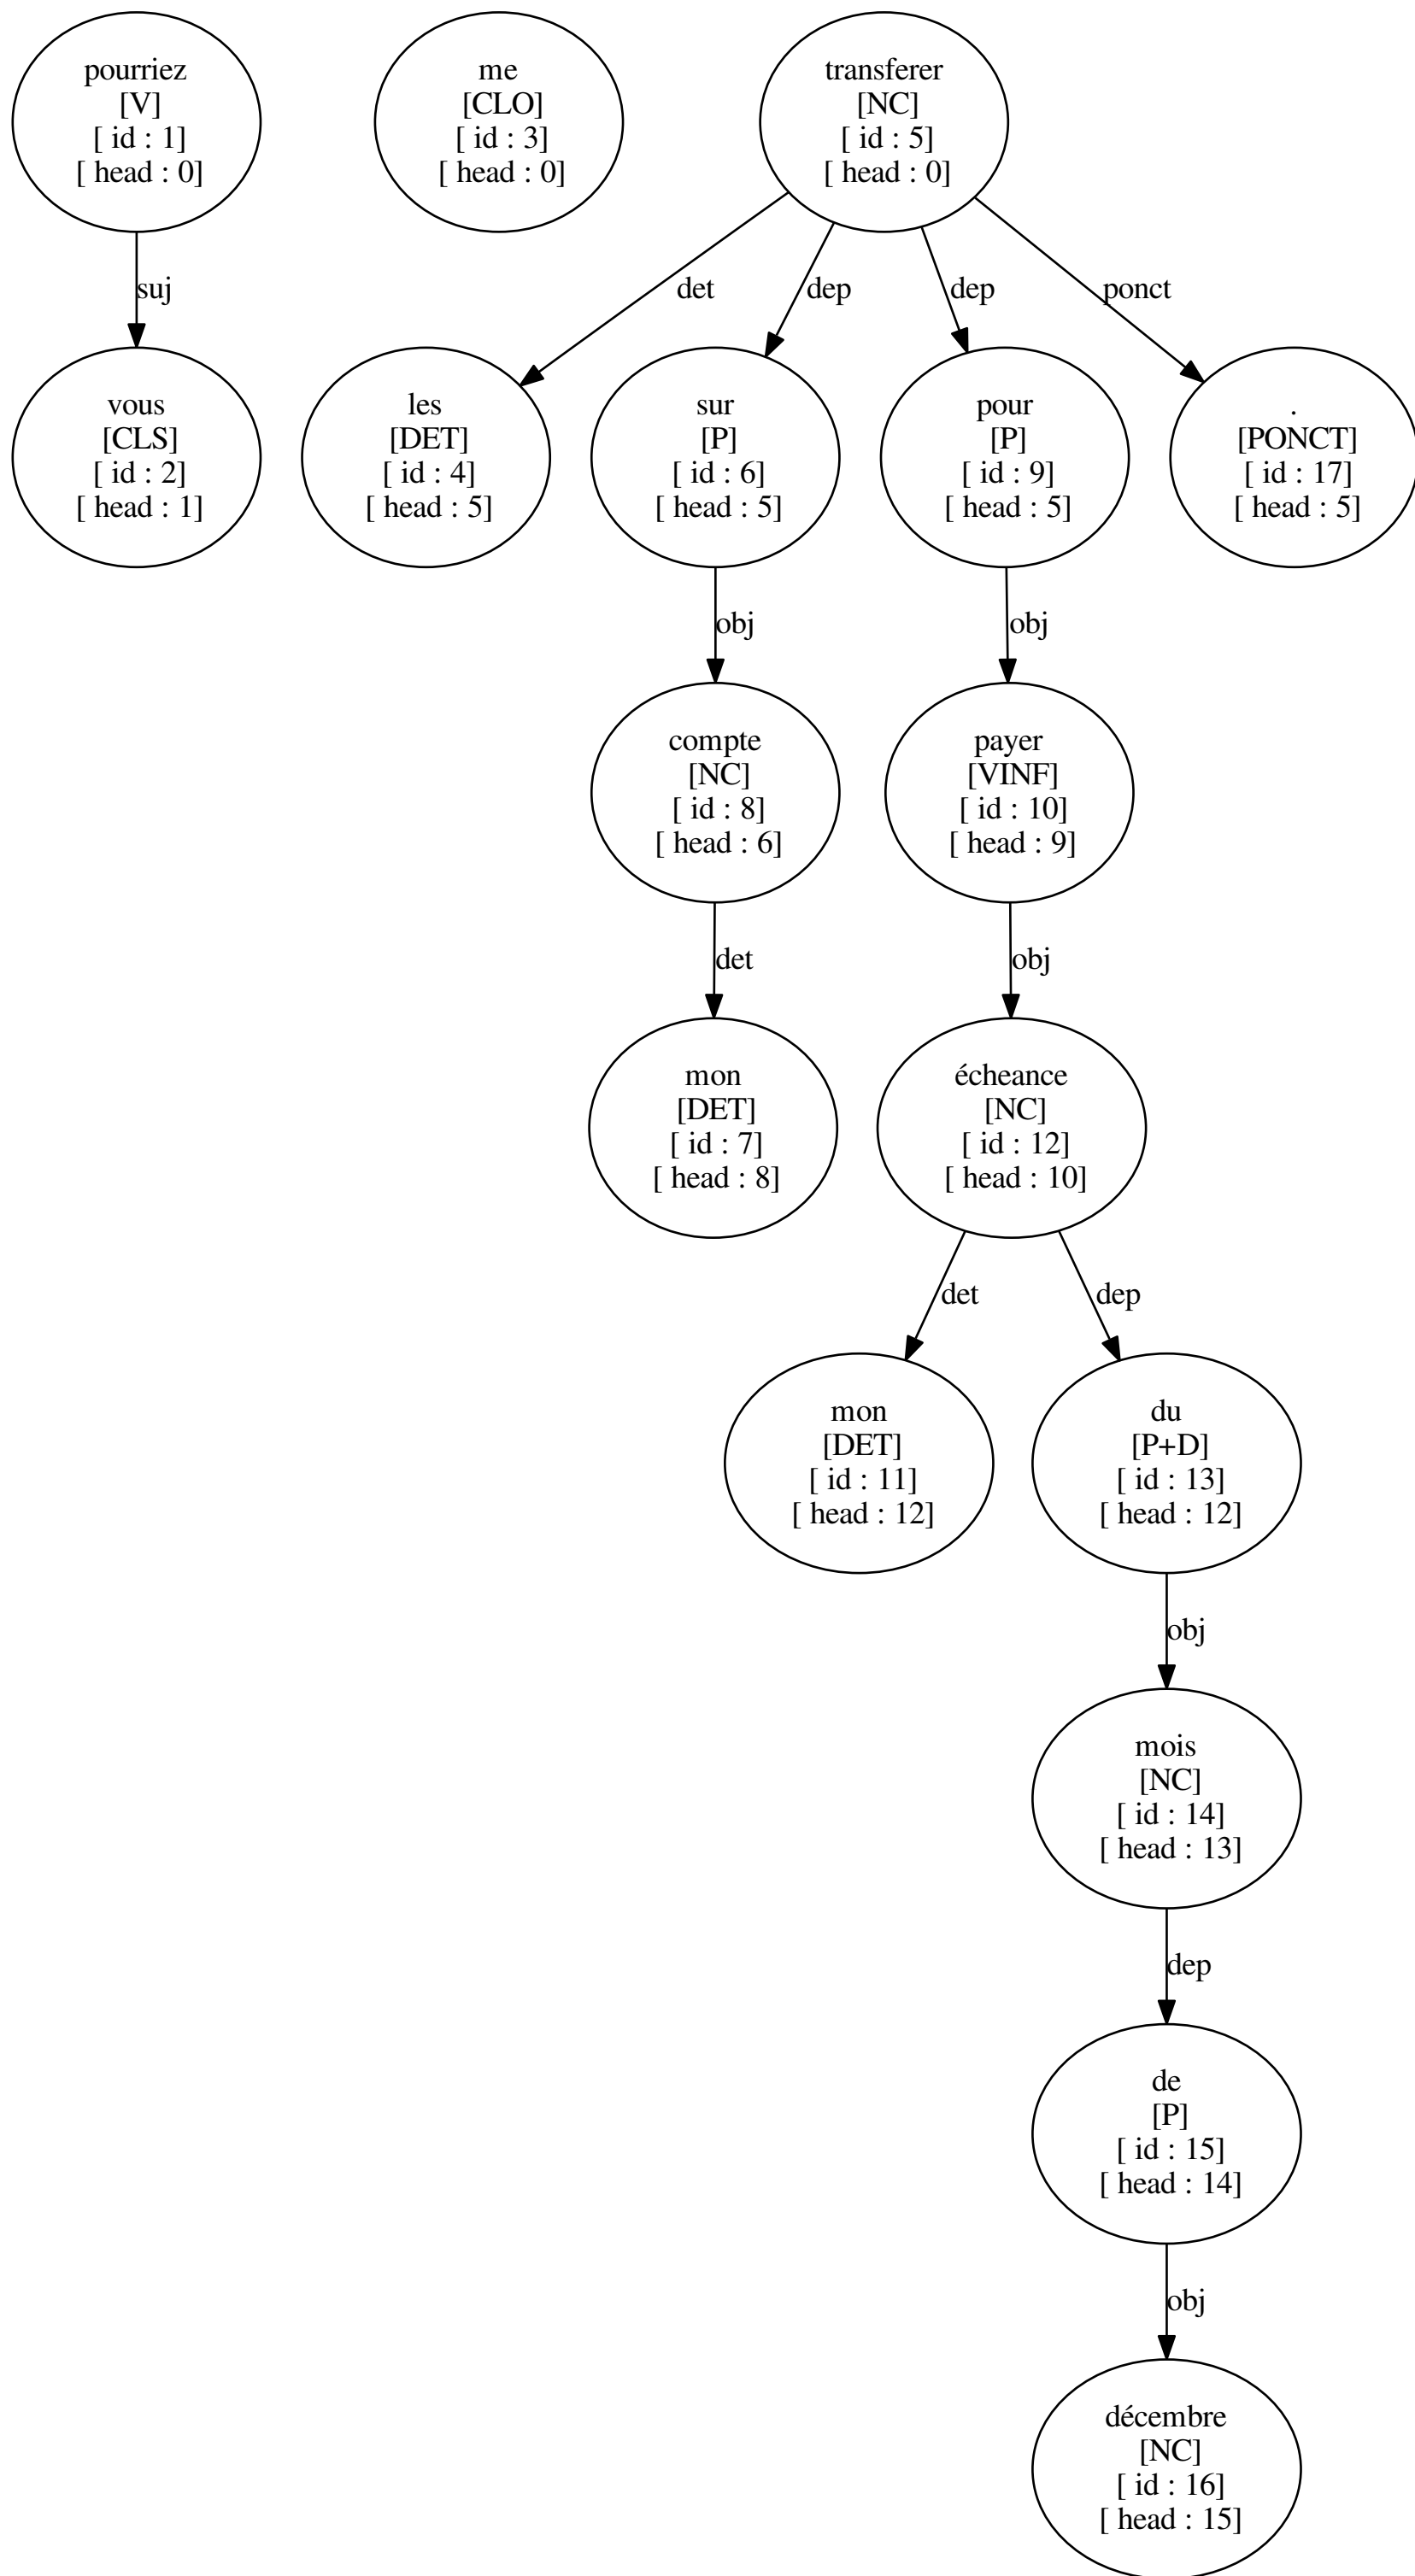 pourriez
[V]
[ id : 1]
[ head : 0]
me
[CLO]
[ id : 3]
[ head : 0]
transferer
[NC]
[ id : 5]
[ head : 0]
suj
det
dep
dep
ponct
vous
[CLS]
[ id : 2]
[ head : 1]
les
[DET]
[ id : 4]
[ head : 5]
sur
[P]
[ id : 6]
[ head : 5]
pour
[P]
[ id : 9]
[ head : 5]
.
[PONCT]
[ id : 17]
[ head : 5]
obj
obj
compte
[NC]
[ id : 8]
[ head : 6]
payer
[VINF]
[ id : 10]
[ head : 9]
det
obj
mon
[DET]
[ id : 7]
[ head : 8]
écheance
[NC]
[ id : 12]
[ head : 10]
det
dep
mon
[DET]
[ id : 11]
[ head : 12]
du
[P+D]
[ id : 13]
[ head : 12]
obj
mois
[NC]
[ id : 14]
[ head : 13]
dep
de
[P]
[ id : 15]
[ head : 14]
obj
décembre
[NC]
[ id : 16]
[ head : 15]